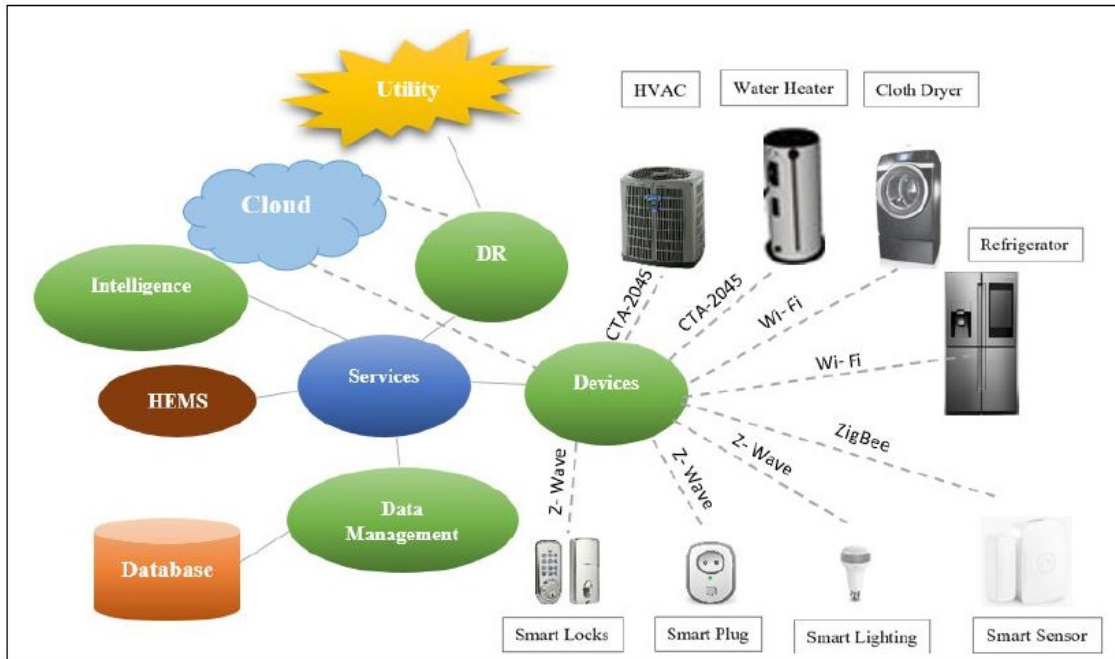 Utility
HVAC
Water Heater
Cloth Dryer
Cloud
DR
Intelligence
Refrigerator
CTA-2045
CTA-2045
Wi- Fi
Services
Devices
Wi- Fi
HEMS
ZigBee
Z- Wave
Z- Wave
Z- Wave
Data
Management
Database
Smart Locks
Smart Plug
Smart Lighting
Smart Sensor